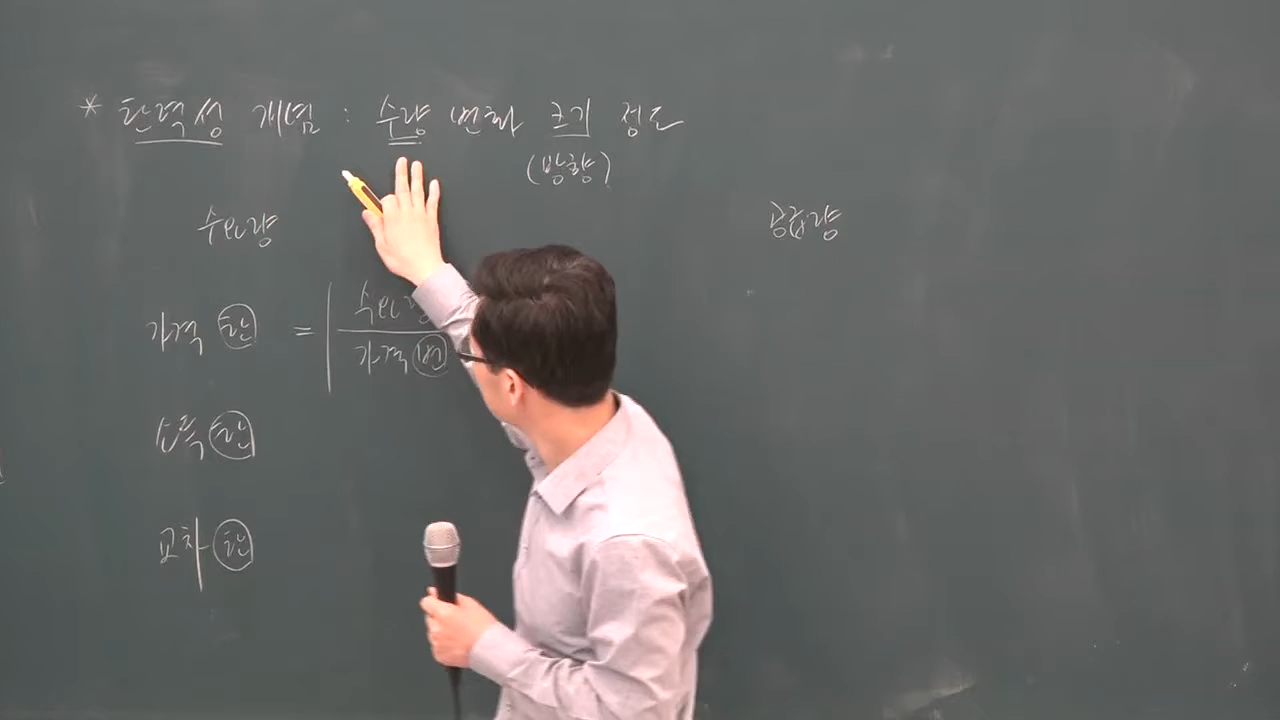 * 탄력성 개념 : 수량 변화 크기 정도
(방향)
수요량
공급량
가격 탄 = | 수요량
가격 변
소득 탄
교차 탄